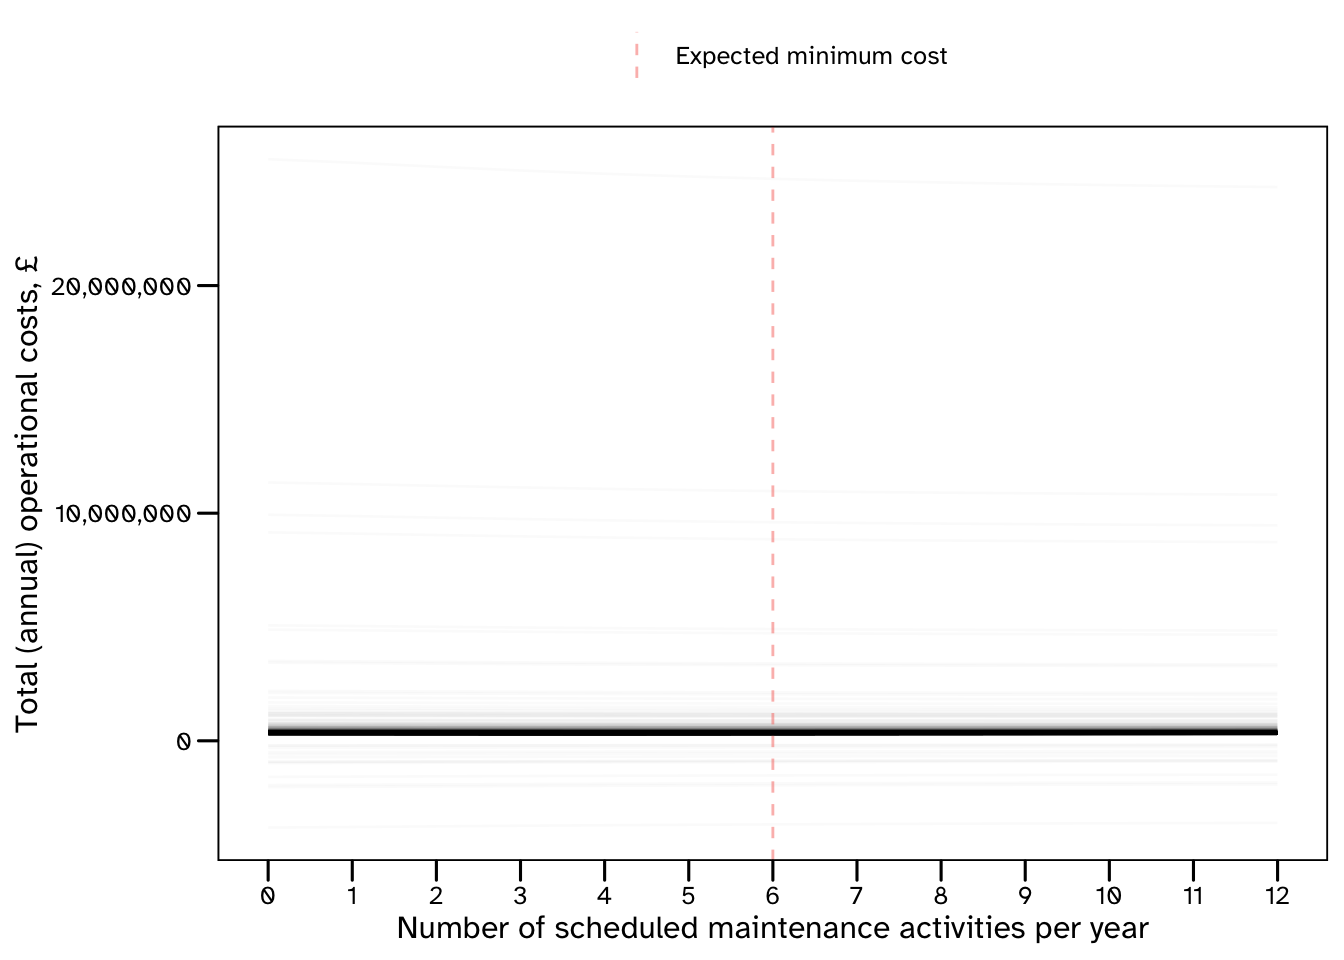 Expected minimum cost
Total (annual) operational costs, £
20,000,000
10,000,000
0
0 1 2 3 4 5 6 7 8 9 10 11 12
Number of scheduled maintenance activities per year